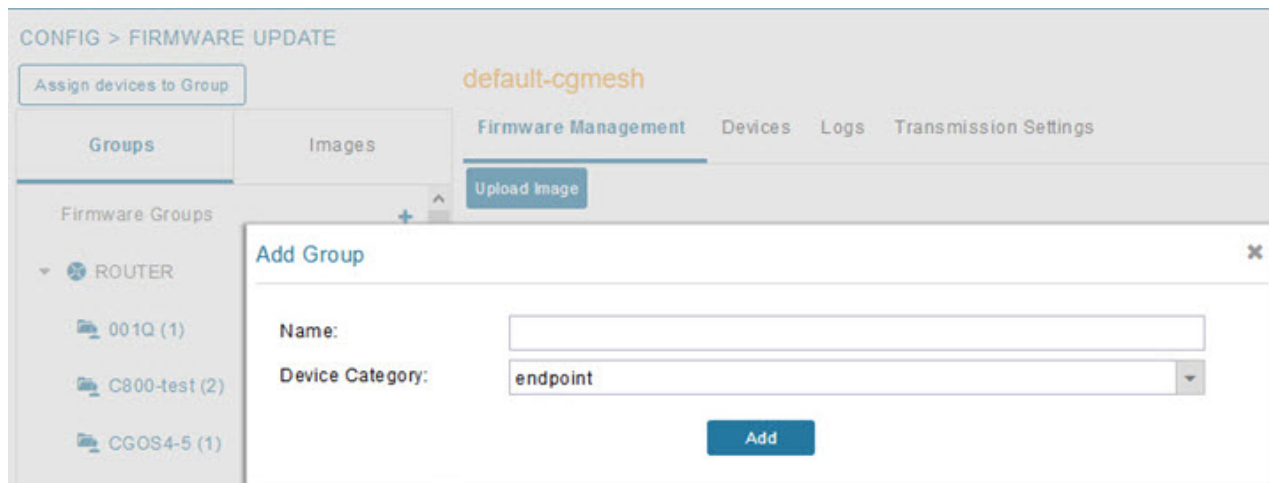 CONFIG > FIRMWARE UPDATE
Assign devices to Group
default-cgmesh
Groups
Images
Firmware Management
Devices
Logs
Transmission Settings
Upload Image
Firmware Groups
+
ROUTER
001Q (1)
C800-test (2)
CGOS4-5 (1)
Add Group
Name:
Device Category:
endpoint
Add